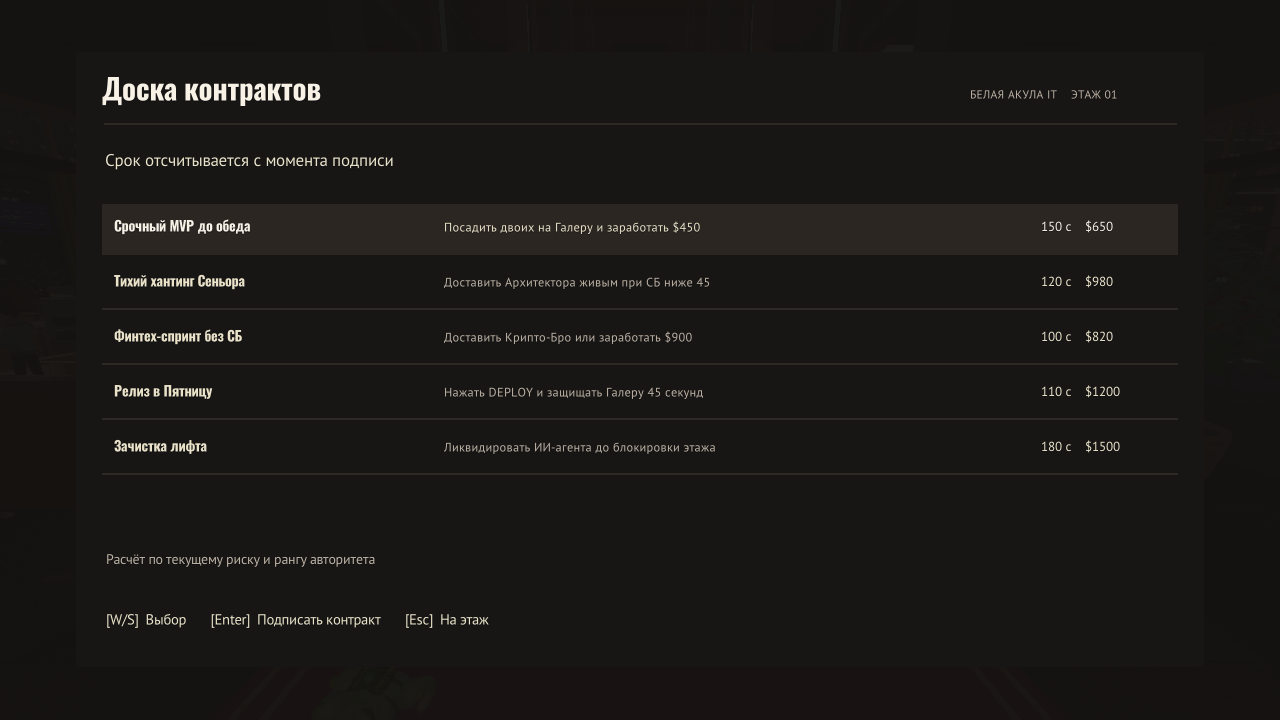 Доска контрактов БЕЛАЯ АКУЛА IT ЭТАЖ 01
Срок отсчитывается с момента подписи
Срочный MVP до обеда Посадить двоих на Галеру и заработать $450 150 с $650
Тихий хантинг Сеньора Доставить Архитектора живым при СБ ниже 45 120 с $980
Финтех-спринт без СБ Доставить Крипто-Бро или заработать $900 100 с $820
Релиз в Пятницу Нажать DEPLOY и защищать Галеру 45 секунд 110 с $1200
Зачистка лифта Ликвидировать ИИ-агента до блокировки этажа 180 с $1500
Расчёт по текущему риску и рангу авторитета
[W/S] Выбор [Enter] Подписать контракт [Esc] На этаж